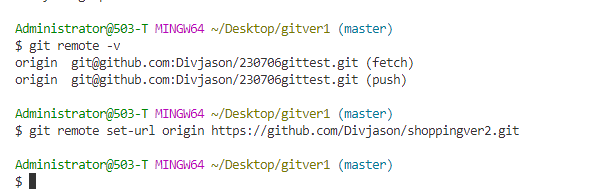 Administrator@503-T MINGW64 ~/Desktop/gitver1 (master)
$ git remote -v
origin  git@github.com:Divjason/230706gittest.git (fetch)
origin  git@github.com:Divjason/230706gittest.git (push)
Administrator@503-T MINGW64 ~/Desktop/gitver1 (master)
$ git remote set-url origin https://github.com/Divjason/shoppingver2.git
Administrator@503-T MINGW64 ~/Desktop/gitver1 (master)
$